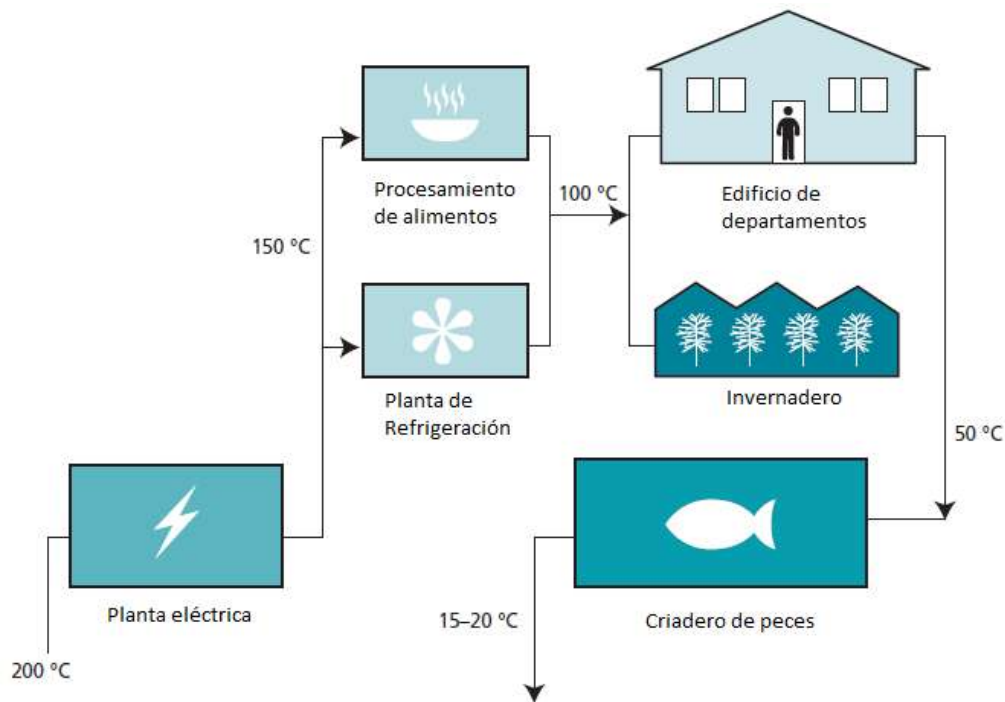 Procesamiento
de alimentos
100 °C
Edificio de
departamentos
150 °C
Planta de
Refrigeración
Invernadero
50 °C
Planta eléctrica
15–20 °C
Criadero de peces
200 °C